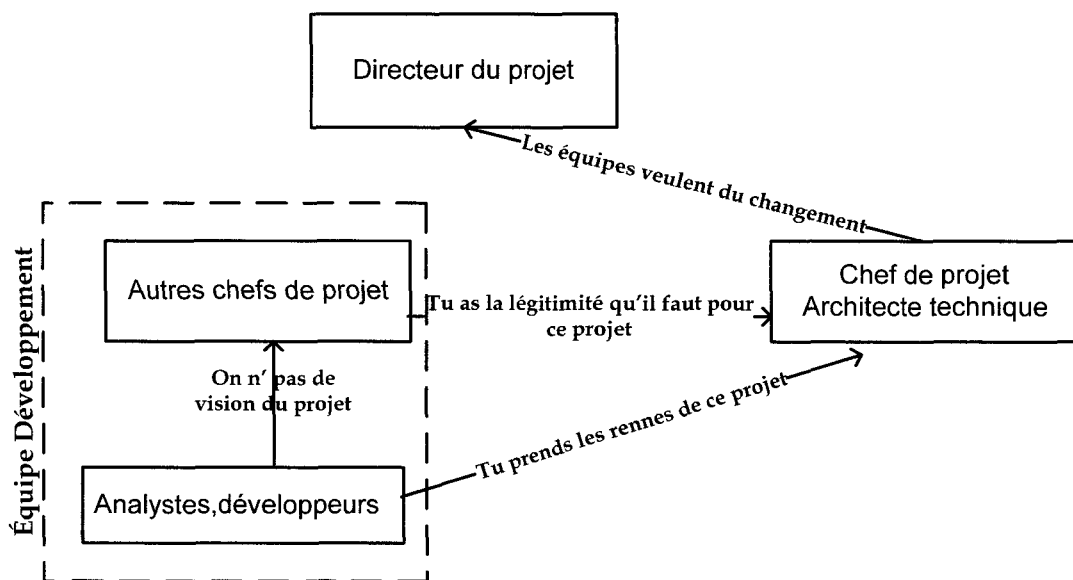 Directeur du projet
Les équipes veulent du changement
Équipe Développement
Autres chefs de projet
Tu as la légitimité qu'il faut pour
ce projet
Chef de projet
Architecte technique
On n' pas de
vision du projet
Tu prends les rennes de ce projet
Analystes,développeurs